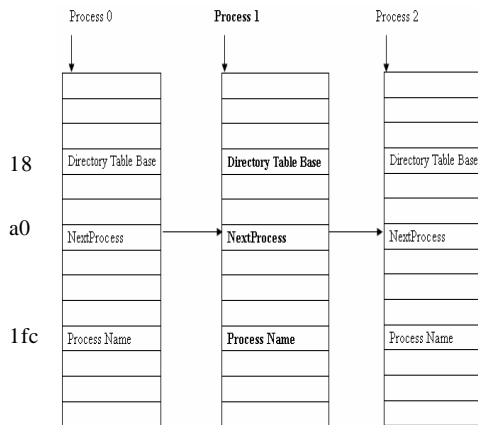 Process 0 Process 1 Process 2
18 Directory Table Base Directory Table Base Directory Table Base
a0 NextProcess NextProcess NextProcess
1fc Process Name Process Name Process Name